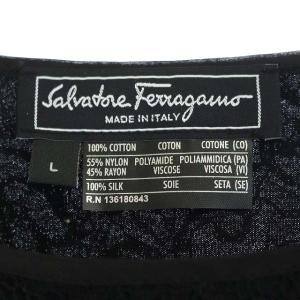 Salvatore Ferragamo
MADE IN ITALY
L
100% COTTON COTON COTONE (CO)
55% NYLON POLYAMIDE POLIAMMIDICA (PA)
45% RAYON VISCOSE VISCOSA (VI)
100% SILK SOIE SETA (SE)
R.N 136180843